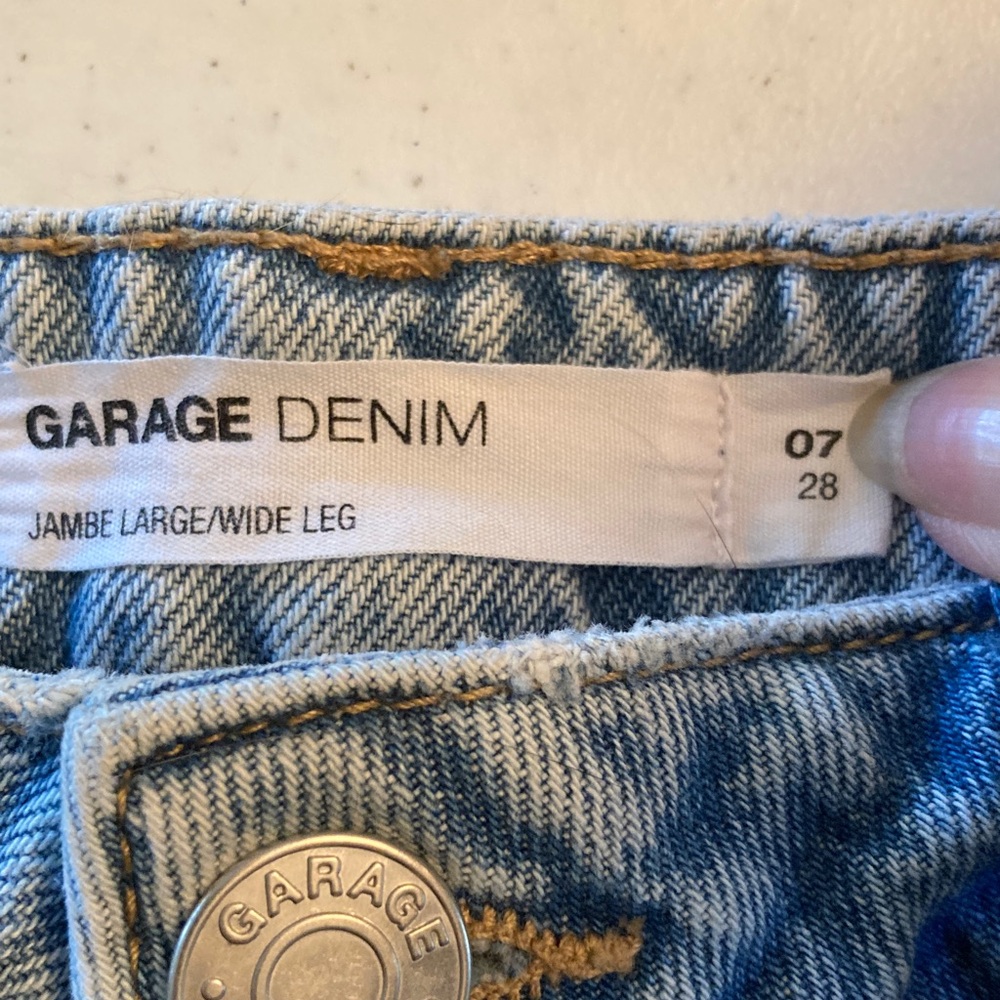 GARAGE DENIM
JAMBE LARGE/WIDE LEG
07
28
GARAGE